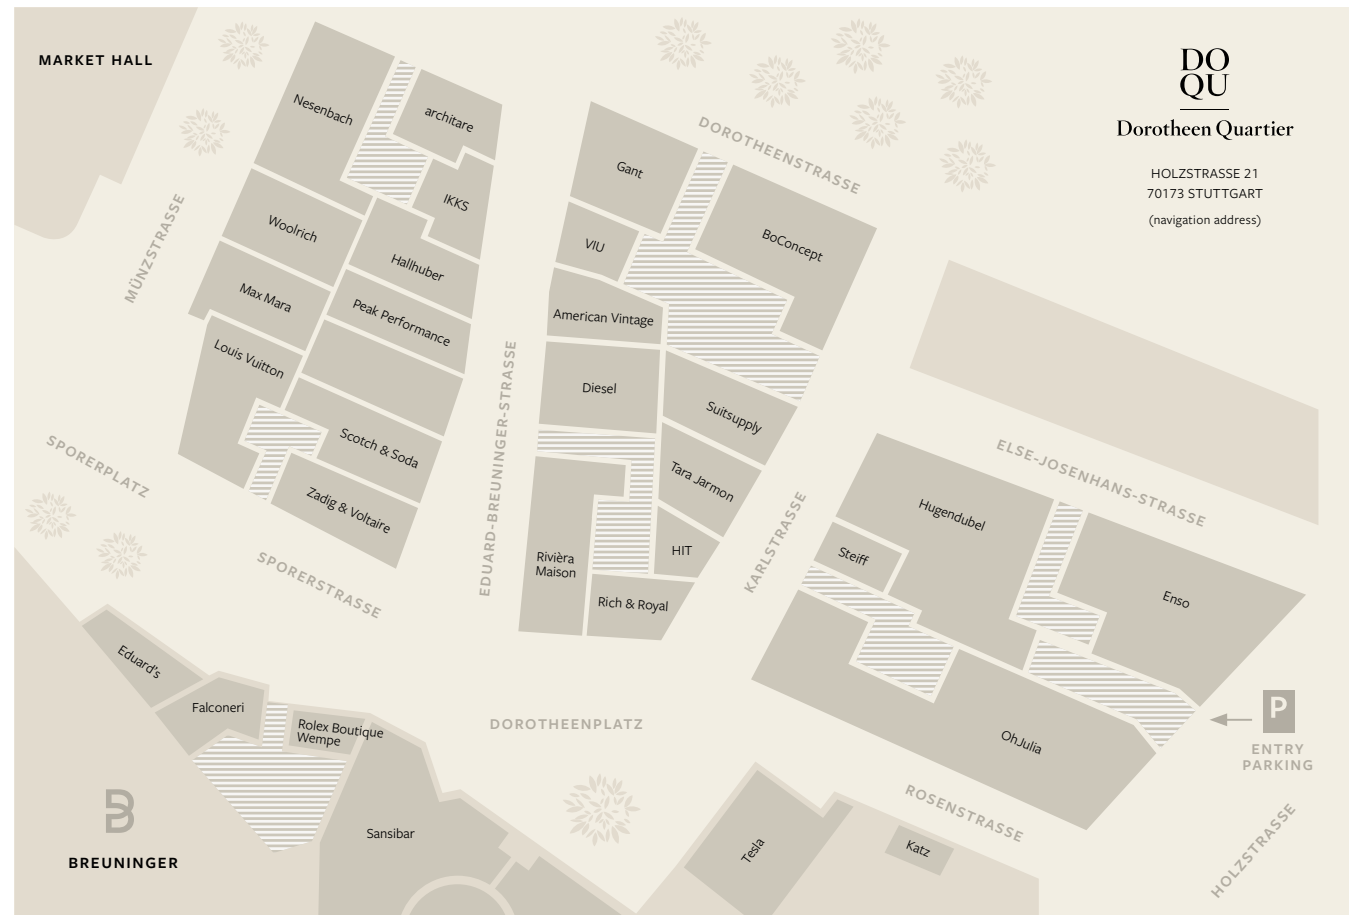 MARKET HALL
DO
QU
Dorotheen Quartier
HOLZSTRASSE 21
70173 STUTTGART
(navigation address)
Nesenbach
architare
IKKS
Woolrich
Hallhuber
Max Mara
Peak Performance
Louis Vuitton
Scotch & Soda
Zadig & Voltaire
MÜNZSTRASSE
SPORERPLATZ
SPORERSTRASSE
EDUARD-BREUNINGER-STRASSE
DOROTHEENSTRASSE
Gant
BoConcept
VIU
American Vintage
Diesel
Suitsupply
Tara Jarmon
HIT
Rivièra
Maison
Rich & Royal
KARLSTRASSE
ELSE-JOSENHANS-STRASSE
Hugendubel
Steiff
Enso
OhJulia
P
ENTRY
PARKING
Eduard's
Falconeri
Rolex Boutique
Wempe
DOROTHEENPLATZ
Sansibar
B
BREUNINGER
Tesla
Katz
ROSENSTRASSE
HOLZSTRASSE